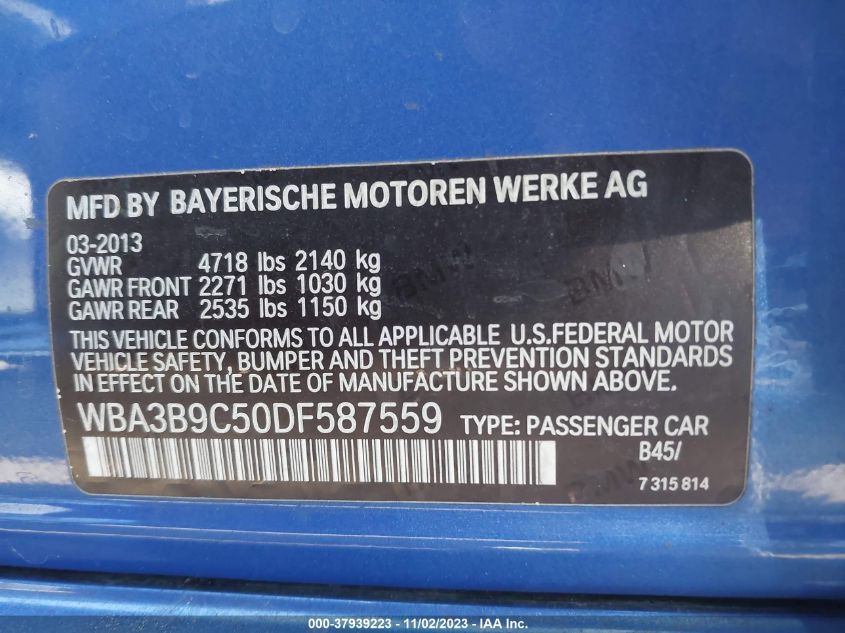 MFD BY BAYERISCHE MOTOREN WERKE AG
03-2013
GVWR 4718 lbs 2140 kg
GAWR FRONT 2271 lbs 1030 kg
GAWR REAR 2535 lbs 1150 kg
THIS VEHICLE CONFORMS TO ALL APPLICABLE U.S.FEDERAL MOTOR
VEHICLE SAFETY, BUMPER AND THEFT PREVENTION STANDARDS
IN EFFECT ON THE DATE OF MANUFACTURE SHOWN ABOVE.
WBA3B9C50DF587559 TYPE: PASSENGER CAR
B45/
7 315 814
000-37939223 - 11/02/2023 - IAA Inc.